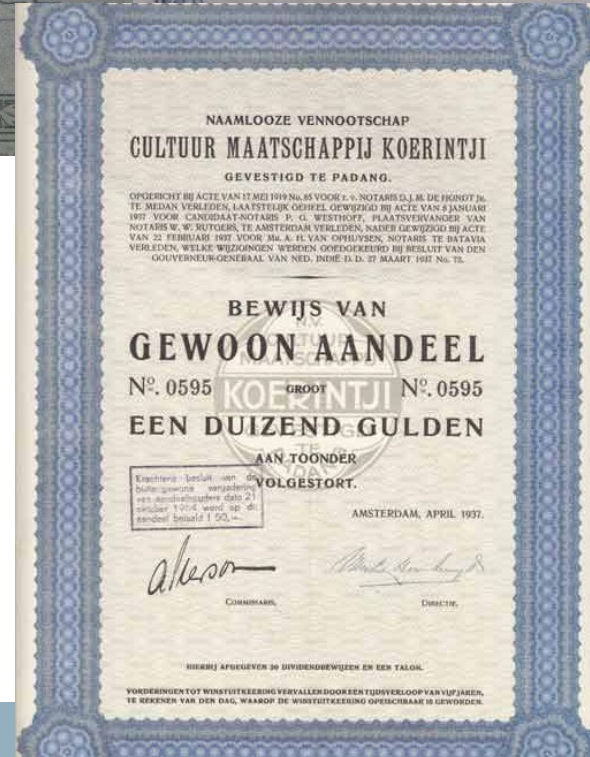 NAAMLOOZE VENNOOTSCHAP
CULTUUR MAATSCHAPPIJ KOERINTJI
GEVESTIGD TE PADANG.
OPGERICHT BIJ ACTE VAN 17 MEI 1919 No. 85 VOOR t. v. NOTARIS D. J. M. DE HONDT Jr.
TE MEDAN VERLEDEN, LAATSTELIJK GEHEEL GEWIJZIGD BIJ ACTE VAN 8 JANUARI
1937 VOOR CANDIDAAT-NOTARIS P. G. WESTHOFF, PLAATSVERVANGER VAN
NOTARIS W. W. RUTGERS, TE AMSTERDAM VERLEDEN, NADER GEWIJZIGD BIJ ACTE
VAN 22 FEBRUARI 1937 VOOR Mr. A. H. VAN OPHUYSEN, NOTARIS TE BATAVIA
VERLEDEN, WELKE WIJZIGINGEN WERDEN GOEDGEKEURD BIJ BESLUIT VAN DEN
GOUVERNEUR-GENERAAL VAN NED. INDIË D. D. 27 MAART 1937 No. 72.
BEWIJS VAN
GEWOON AANDEEL
Nº. 0595 GROOT Nº. 0595
N.V.
CULTUUR
MAATSCHAPPIJ
KOERINTJI
EEN DUIZEND GULDEN
AAN TOONDER
VOLGESTORT.
TE
PADANG
Krachtens besluit van de
buitengewone vergadering
van aandeelhouders dato 21
oktober werd op dit
aandeel betaald f 50,=.
AMSTERDAM, APRIL 1937.
COMMISSARIS,
DIRECTIE,
HIERBIJ AFGEGEVEN 20 DIVIDENDBEWIJZEN EN EEN TALON.
VORDERINGEN TOT WINSTUITKEERING VERVALLEN DOOR EEN TIJDSVERLOOP VAN VIJF JAREN,
TE REKENEN VAN DEN DAG, WAAROP DE WINSTUITKEERING OPEISCHBAAR IS GEWORDEN.